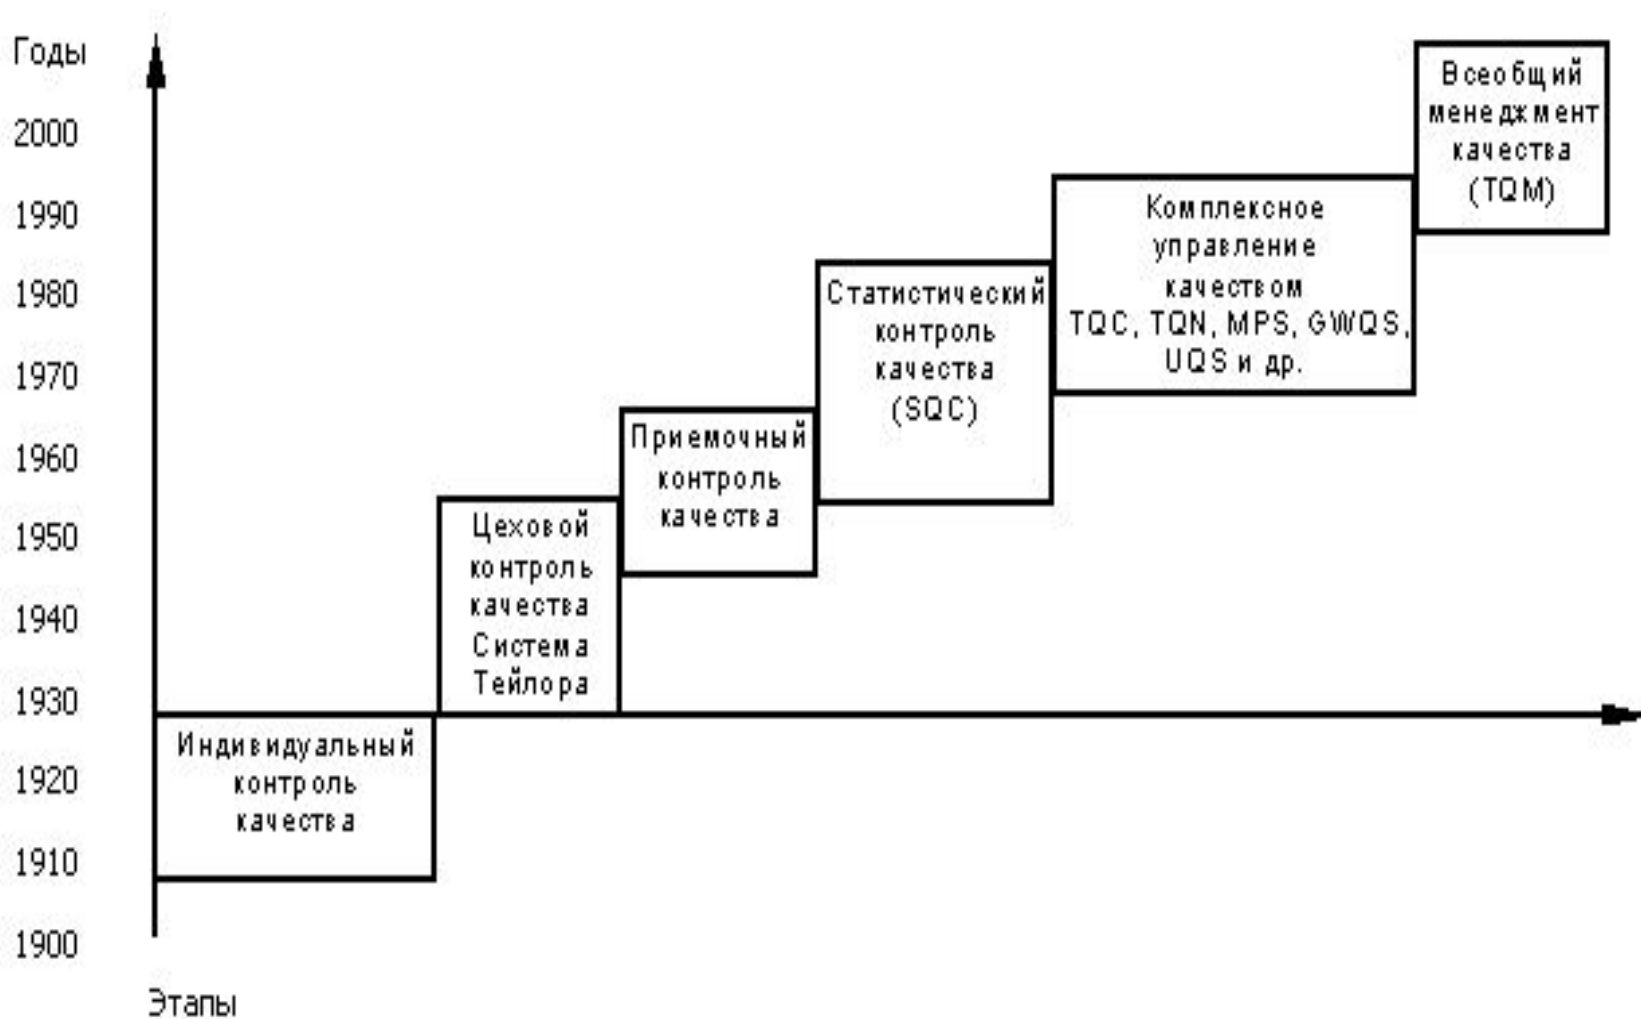 Годы
2000
1990
1980
1970
1960
1950
1940
1930
1920
1910
1900
Этапы
Индивидуальный
контроль
качества
Цеховой
контроль
качества
Система
Тейлора
Приемочный
контроль
качества
Статистический
контроль
качества
(SQC)
Комплексное
управление
качеством
TQC, TQN, MPS, GWQS,
UQS и др.
Всеобщий
менеджмент
качества
(TQM)